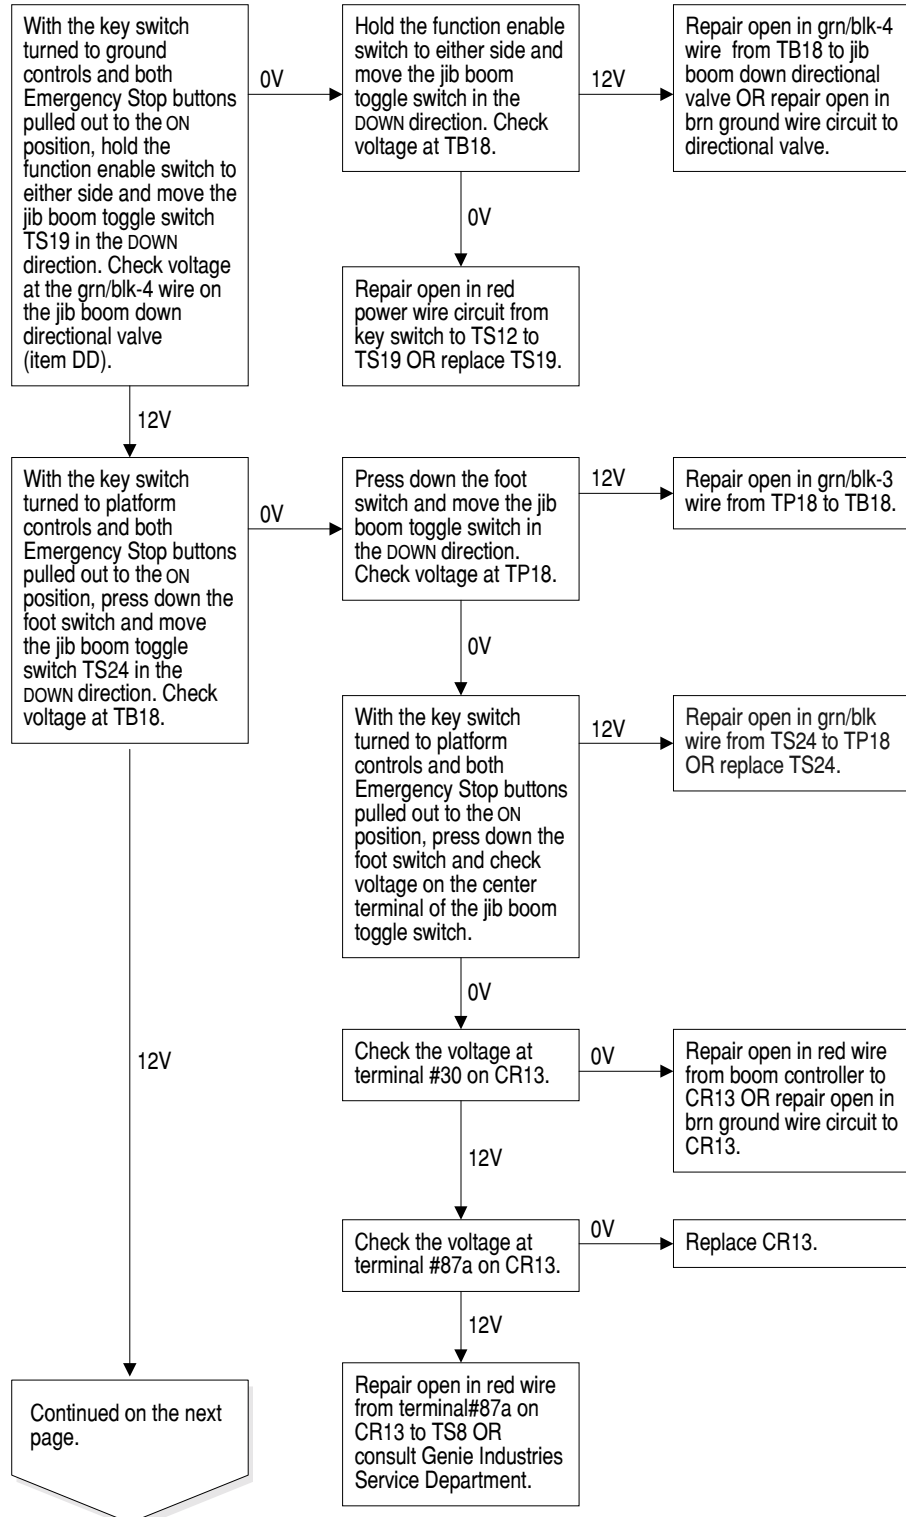 With the key switch
turned to ground
controls and both
Emergency Stop buttons
pulled out to the ON
position, hold the
function enable switch to
either side and move the
jib boom toggle switch
TS19 in the DOWN
direction. Check voltage
at the grn/blk-4 wire on
the jib boom down
directional valve
(item DD).
0V
Hold the function enable
switch to either side and
move the jib boom
toggle switch in the
DOWN direction. Check
voltage at TB18.
12V
Repair open in grn/blk-4
wire from TB18 to jib
boom down directional
valve OR repair open in
brn ground wire circuit to
directional valve.
0V
Repair open in red
power wire circuit from
key switch to TS12 to
TS19 OR replace TS19.
12V
With the key switch
turned to platform
controls and both
Emergency Stop buttons
pulled out to the ON
position, press down the
foot switch and move
the jib boom toggle
switch TS24 in the
DOWN direction. Check
voltage at TB18.
0V
Press down the foot
switch and move the jib
boom toggle switch in
the DOWN direction.
Check voltage at TP18.
12V
Repair open in grn/blk-3
wire from TP18 to TB18.
0V
With the key switch
turned to platform
controls and both
Emergency Stop buttons
pulled out to the ON
position, press down the
foot switch and check
voltage on the center
terminal of the jib boom
toggle switch.
12V
Repair open in grn/blk
wire from TS24 to TP18
OR replace TS24.
0V
Check the voltage at
terminal #30 on CR13.
0V
Repair open in red wire
from boom controller to
CR13 OR repair open in
brn ground wire circuit to
CR13.
12V
Check the voltage at
terminal #87a on CR13.
0V
Replace CR13.
12V
Repair open in red wire
from terminal#87a on
CR13 to TS8 OR
consult Genie Industries
Service Department.
12V
Continued on the next
page.